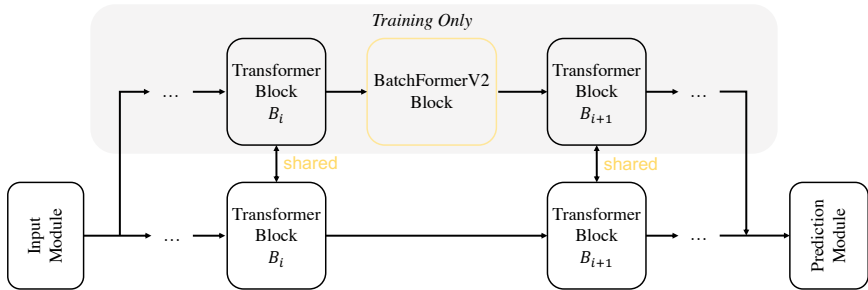 Training Only
...
Transformer
Block
B_i
BatchFormerV2
Block
Transformer
Block
B_{i+1}
...
shared
shared
Input
Module
...
Transformer
Block
B_i
Transformer
Block
B_{i+1}
...
Prediction
Module